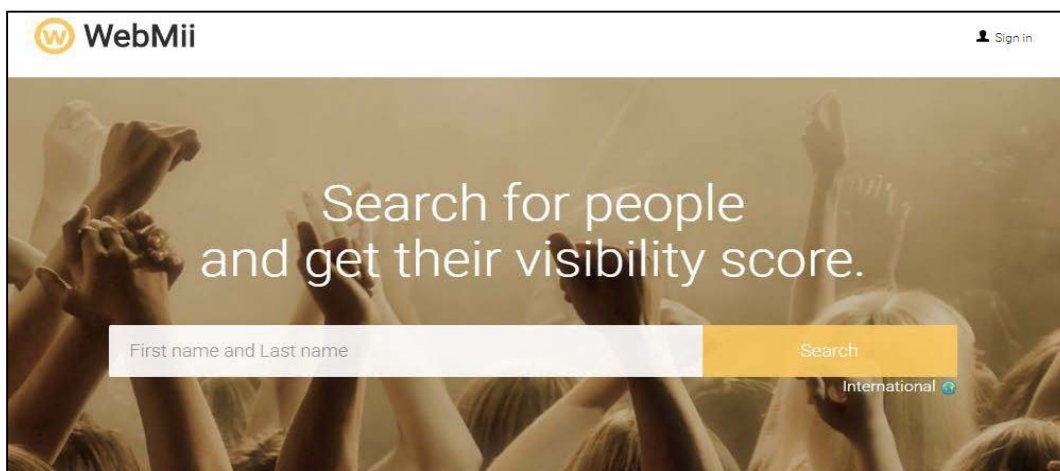 WebMii
Sign in
Search for people
and get their visibility score.
First name and Last name
Search
International